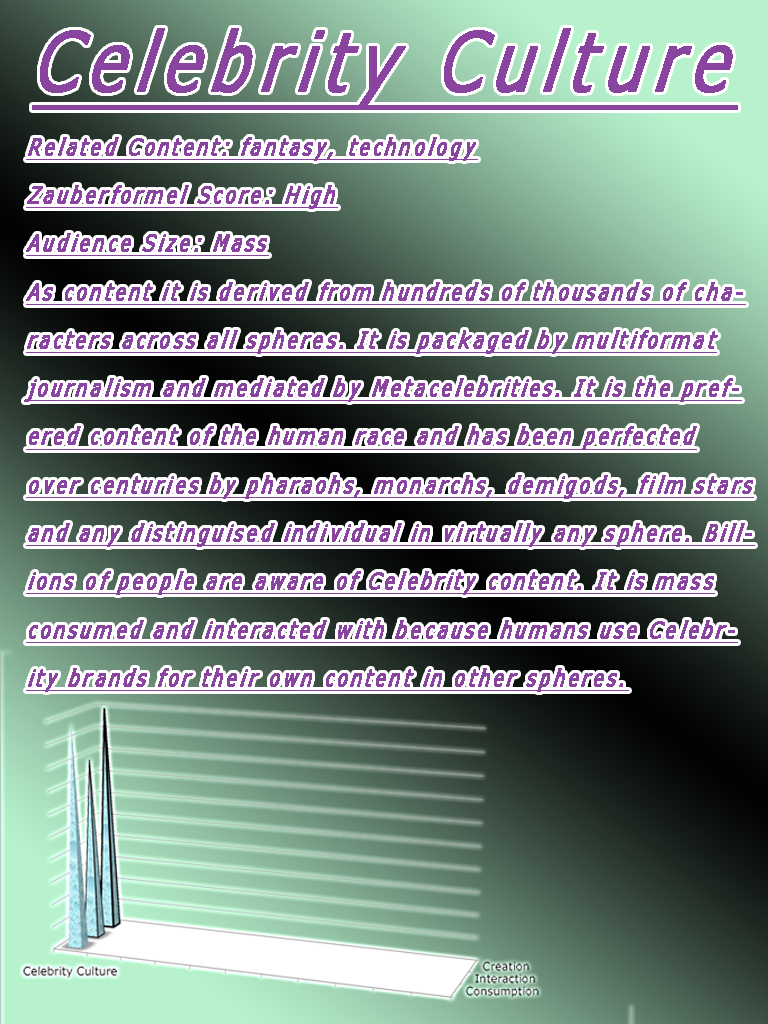 Celebrity Culture
Related Content: fantasy, technology
Zauberformel Score: High
Audience Size: Mass
As content it is derived from hundreds of thousands of cha-
racters across all spheres. It is packaged by multiformat
journalism and mediated by Metacelebrities. It is the pref-
ered content of the human race and has been perfected
over centuries by pharaohs, monarchs, demigods, film stars
and any distinguised individual in virtually any sphere. Bill-
ions of people are aware of Celebrity content. It is mass
consumed and interacted with because humans use Celebr-
ity brands for their own content in other spheres.
Celebrity Culture
Creation
Interaction
Consumption